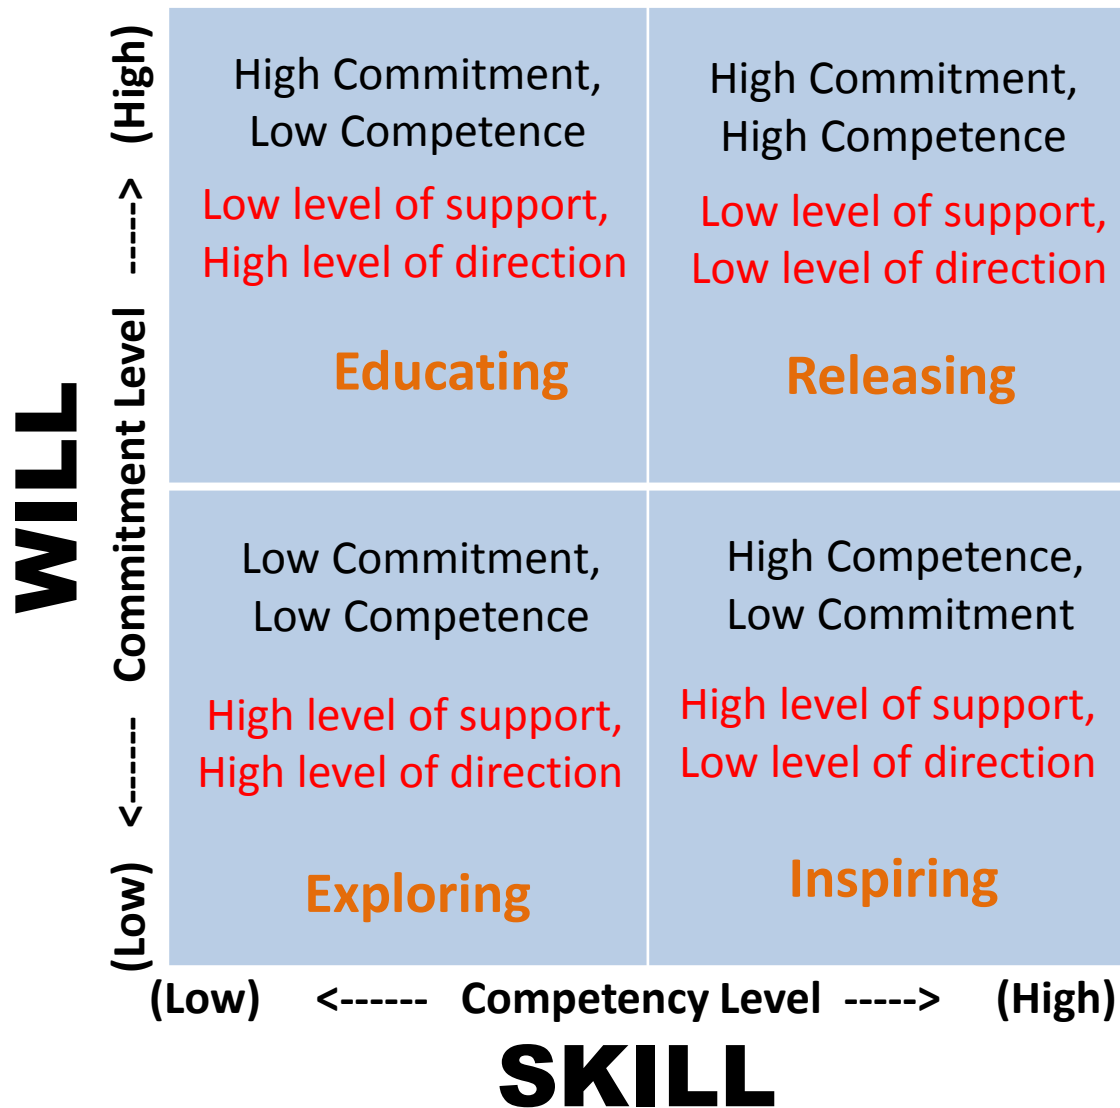 High Commitment,
Low Competence
Low level of support,
High level of direction
Educating
High Commitment,
High Competence
Low level of support,
Low level of direction
Releasing
Low Commitment,
Low Competence
High level of support,
High level of direction
Exploring
High Competence,
Low Commitment
High level of support,
Low level of direction
Inspiring
WILL
(Low) <------- Commitment Level -----> (High)
(Low) <------ Competency Level -----> (High)
SKILL